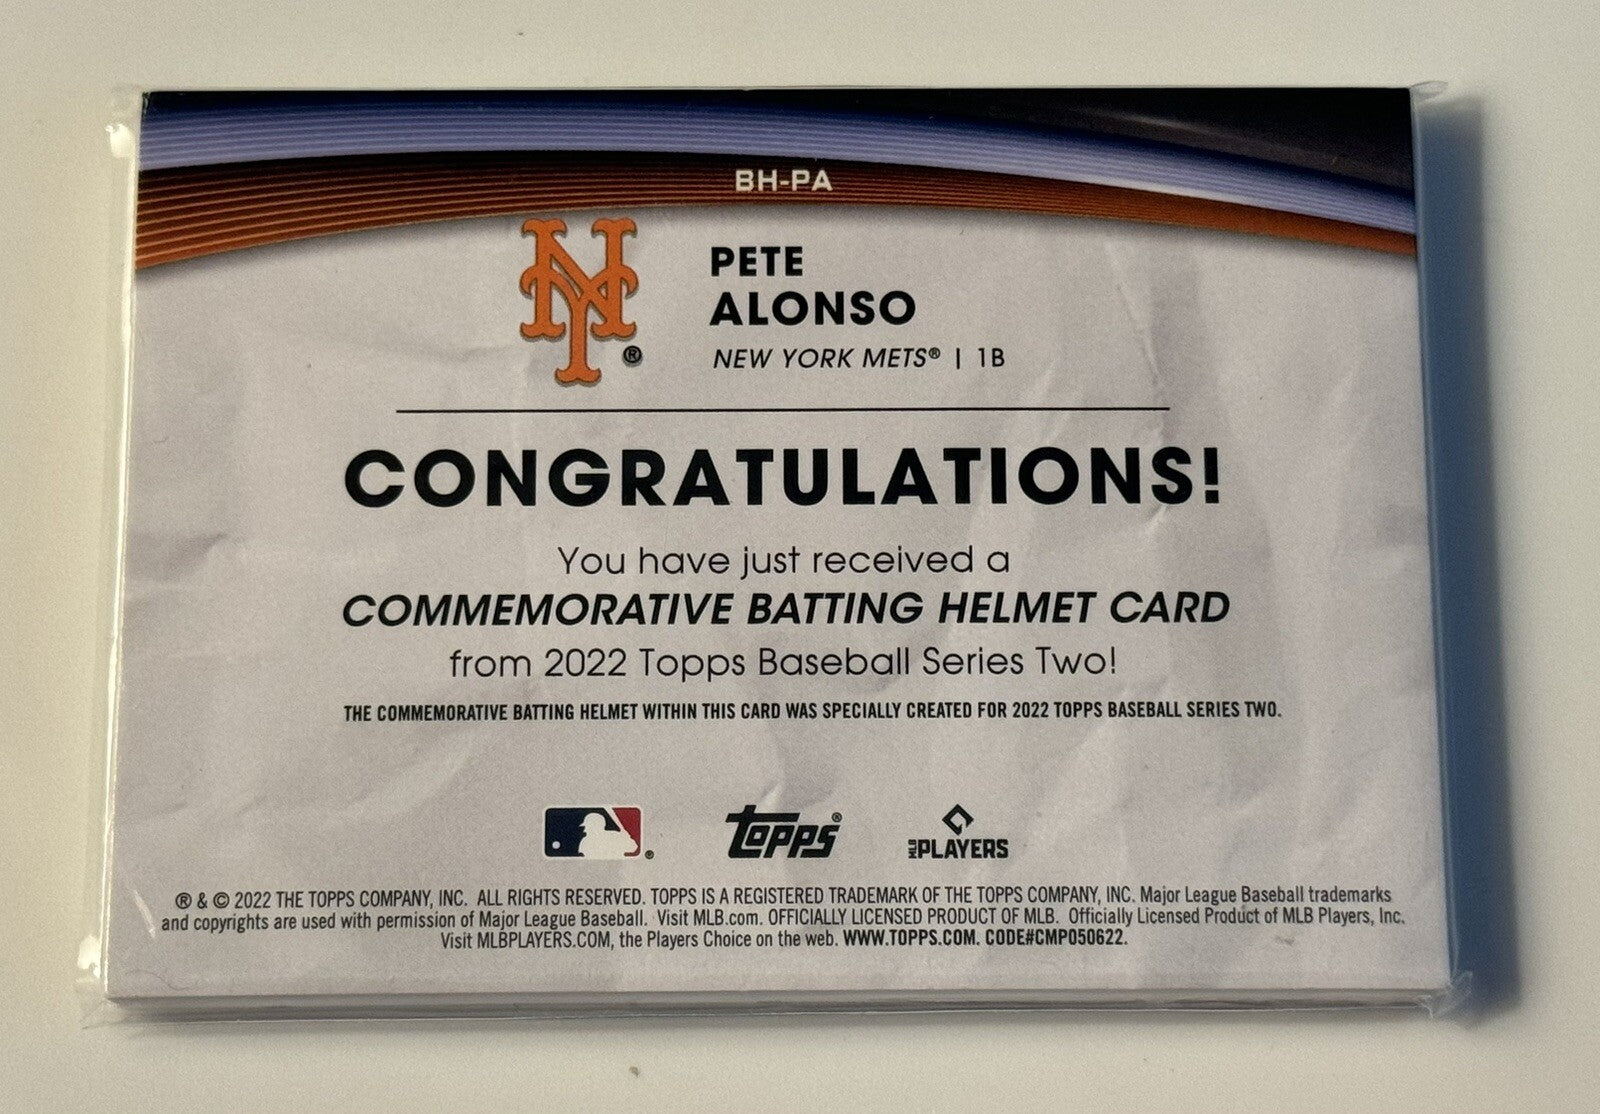 BH-PA
NY®
PETE
ALONSO
NEW YORK METS® | 1B
CONGRATULATIONS!
You have just received a
COMMEMORATIVE BATTING HELMET CARD
from 2022 Topps Baseball Series Two!
THE COMMEMORATIVE BATTING HELMET WITHIN THIS CARD WAS SPECIALLY CREATED FOR 2022 TOPPS BASEBALL SERIES TWO.
® Topps® MLB PLAYERS
® & © 2022 THE TOPPS COMPANY, INC. ALL RIGHTS RESERVED. TOPPS IS A REGISTERED TRADEMARK OF THE TOPPS COMPANY, INC. Major League Baseball trademarks
and copyrights are used with permission of Major League Baseball. Visit MLB.com. OFFICIALLY LICENSED PRODUCT OF MLB. Officially Licensed Product of MLB Players, Inc.
Visit MLBPLAYERS.COM, the Players Choice on the web. WWW.TOPPS.COM. CODE#CMP050622.